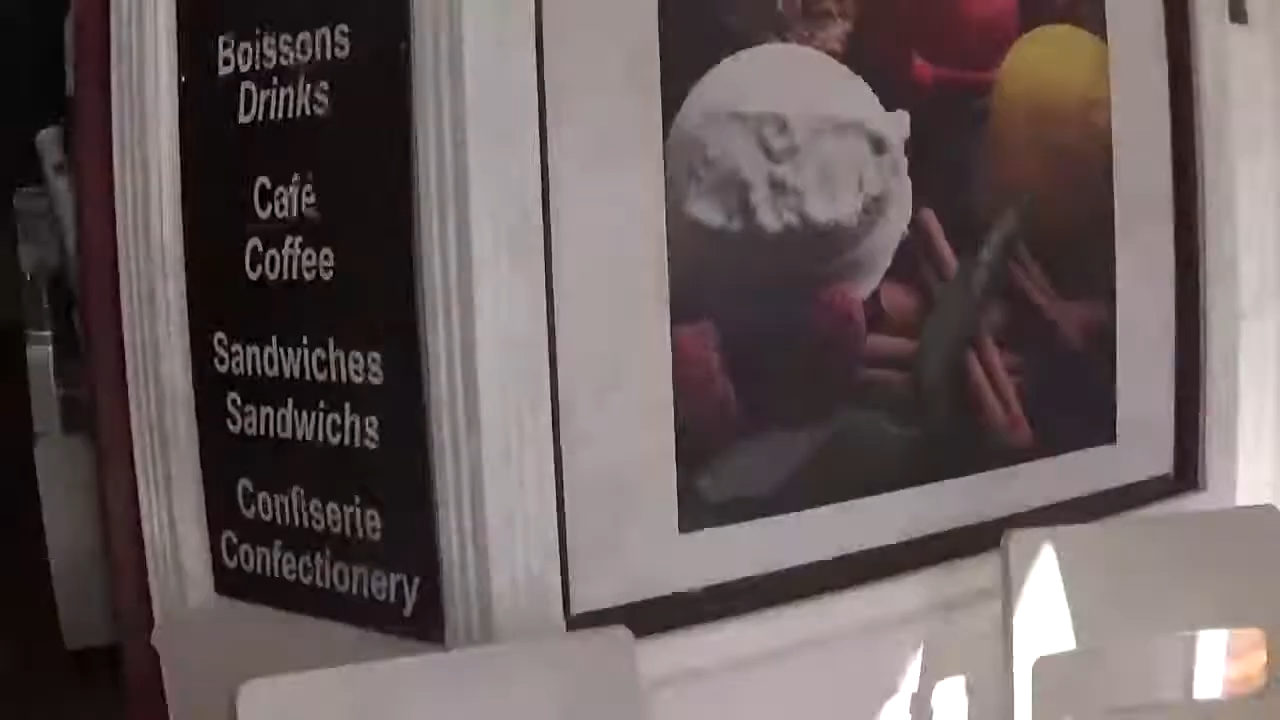 Boissons
Drinks
Café
Coffee
Sandwiches
Sandwichs
Confiserie
Confectionery